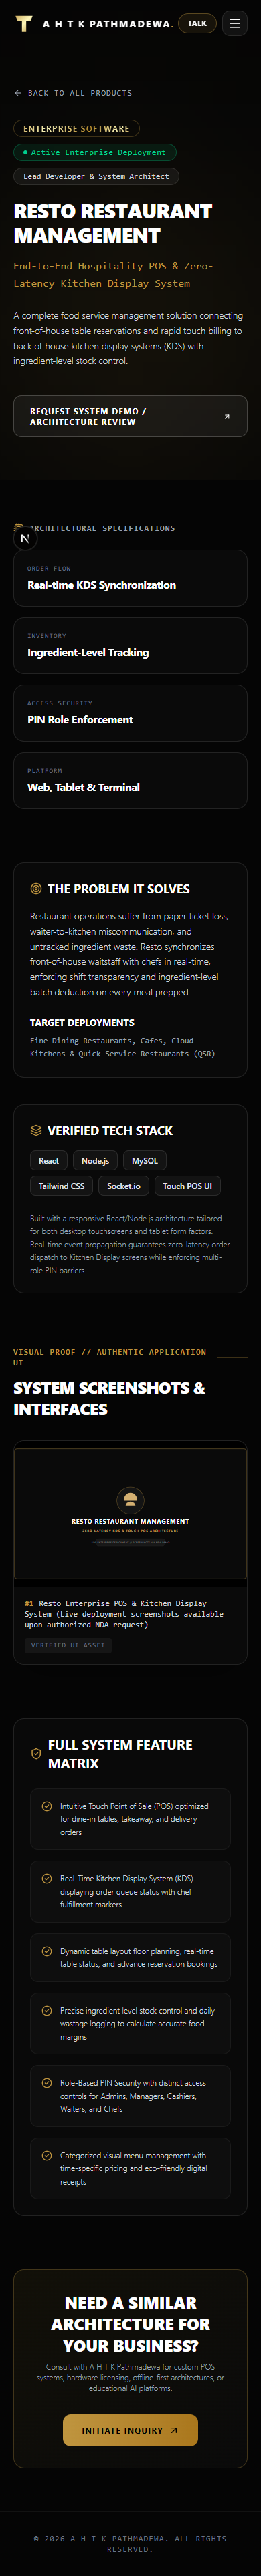 A H T K PATHMADEWA.
TALK
BACK TO ALL PRODUCTS
ENTERPRISE SOFTWARE
Active Enterprise Deployment
Lead Developer & System Architect
RESTO RESTAURANT
MANAGEMENT
End-to-End Hospitality POS & Zero-
Latency Kitchen Display System
A complete food service management solution connecting
front-of-house table reservations and rapid touch billing to
back-of-house kitchen display systems (KDS) with
ingredient-level stock control.
REQUEST SYSTEM DEMO /
ARCHITECTURE REVIEW
ARCHITECTURAL SPECIFICATIONS
N
ORDER FLOW
Real-time KDS Synchronization
INVENTORY
Ingredient-Level Tracking
ACCESS SECURITY
PIN Role Enforcement
PLATFORM
Web, Tablet & Terminal
THE PROBLEM IT SOLVES
Restaurant operations suffer from paper ticket loss,
waiter-to-kitchen miscommunication, and
untracked ingredient waste. Resto synchronizes
front-of-house waitstaff with chefs in real-time,
enforcing shift transparency and ingredient-level
batch deduction on every meal prepped.
TARGET DEPLOYMENTS
Fine Dining Restaurants, Cafes, Cloud
Kitchens & Quick Service Restaurants (QSR)
VERIFIED TECH STACK
React
Node.js
MySQL
Tailwind CSS
Socket.io
Touch POS UI
Built with a responsive React/Node.js architecture tailored
for both desktop touchscreens and tablet form factors.
Real-time event propagation guarantees zero-latency order
dispatch to Kitchen Display screens while enforcing multi-
role PIN barriers.
VISUAL PROOF // AUTHENTIC APPLICATION
UI
SYSTEM SCREENSHOTS &
INTERFACES
RESTO RESTAURANT MANAGEMENT
ZERO-LATENCY KDS & TOUCH POS ARCHITECTURE
#1 Resto Enterprise POS & Kitchen Display
System (Live deployment screenshots available
upon authorized NDA request)
VERIFIED UI ASSET
FULL SYSTEM FEATURE
MATRIX
Intuitive Touch Point of Sale (POS) optimized
for dine-in tables, takeaway, and delivery
orders
Real-Time Kitchen Display System (KDS)
displaying order queue status with chef
fulfillment markers
Dynamic table layout floor planning, real-time
table status, and advance reservation bookings
Precise ingredient-level stock control and daily
wastage logging to calculate accurate food
margins
Role-Based PIN Security with distinct access
controls for Admins, Managers, Cashiers,
Waiters, and Chefs
Categorized visual menu management with
time-specific pricing and eco-friendly digital
receipts
NEED A SIMILAR
ARCHITECTURE FOR
YOUR BUSINESS?
Consult with A H T K Pathmadewa for custom POS
systems, hardware licensing, offline-first architectures, or
educational AI platforms.
INITIATE INQUIRY
© 2026 A H T K PATHMADEWA. ALL RIGHTS
RESERVED.